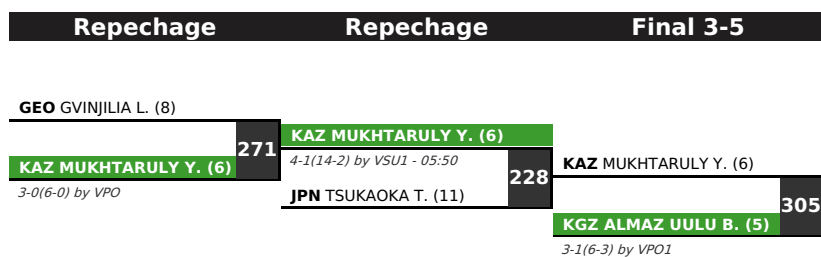 Repechage
Repechage
Final 3-5
GEO GVINJILIA L. (8)
271
KAZ MUKHTARULY Y. (6)
3-0(6-0) by VPO
KAZ MUKHTARULY Y. (6)
4-1(14-2) by VSU1 - 05:50
228
JPN TSUKAOKA T. (11)
KAZ MUKHTARULY Y. (6)
305
KGZ ALMAZ UULU B. (5)
3-1(6-3) by VPO1